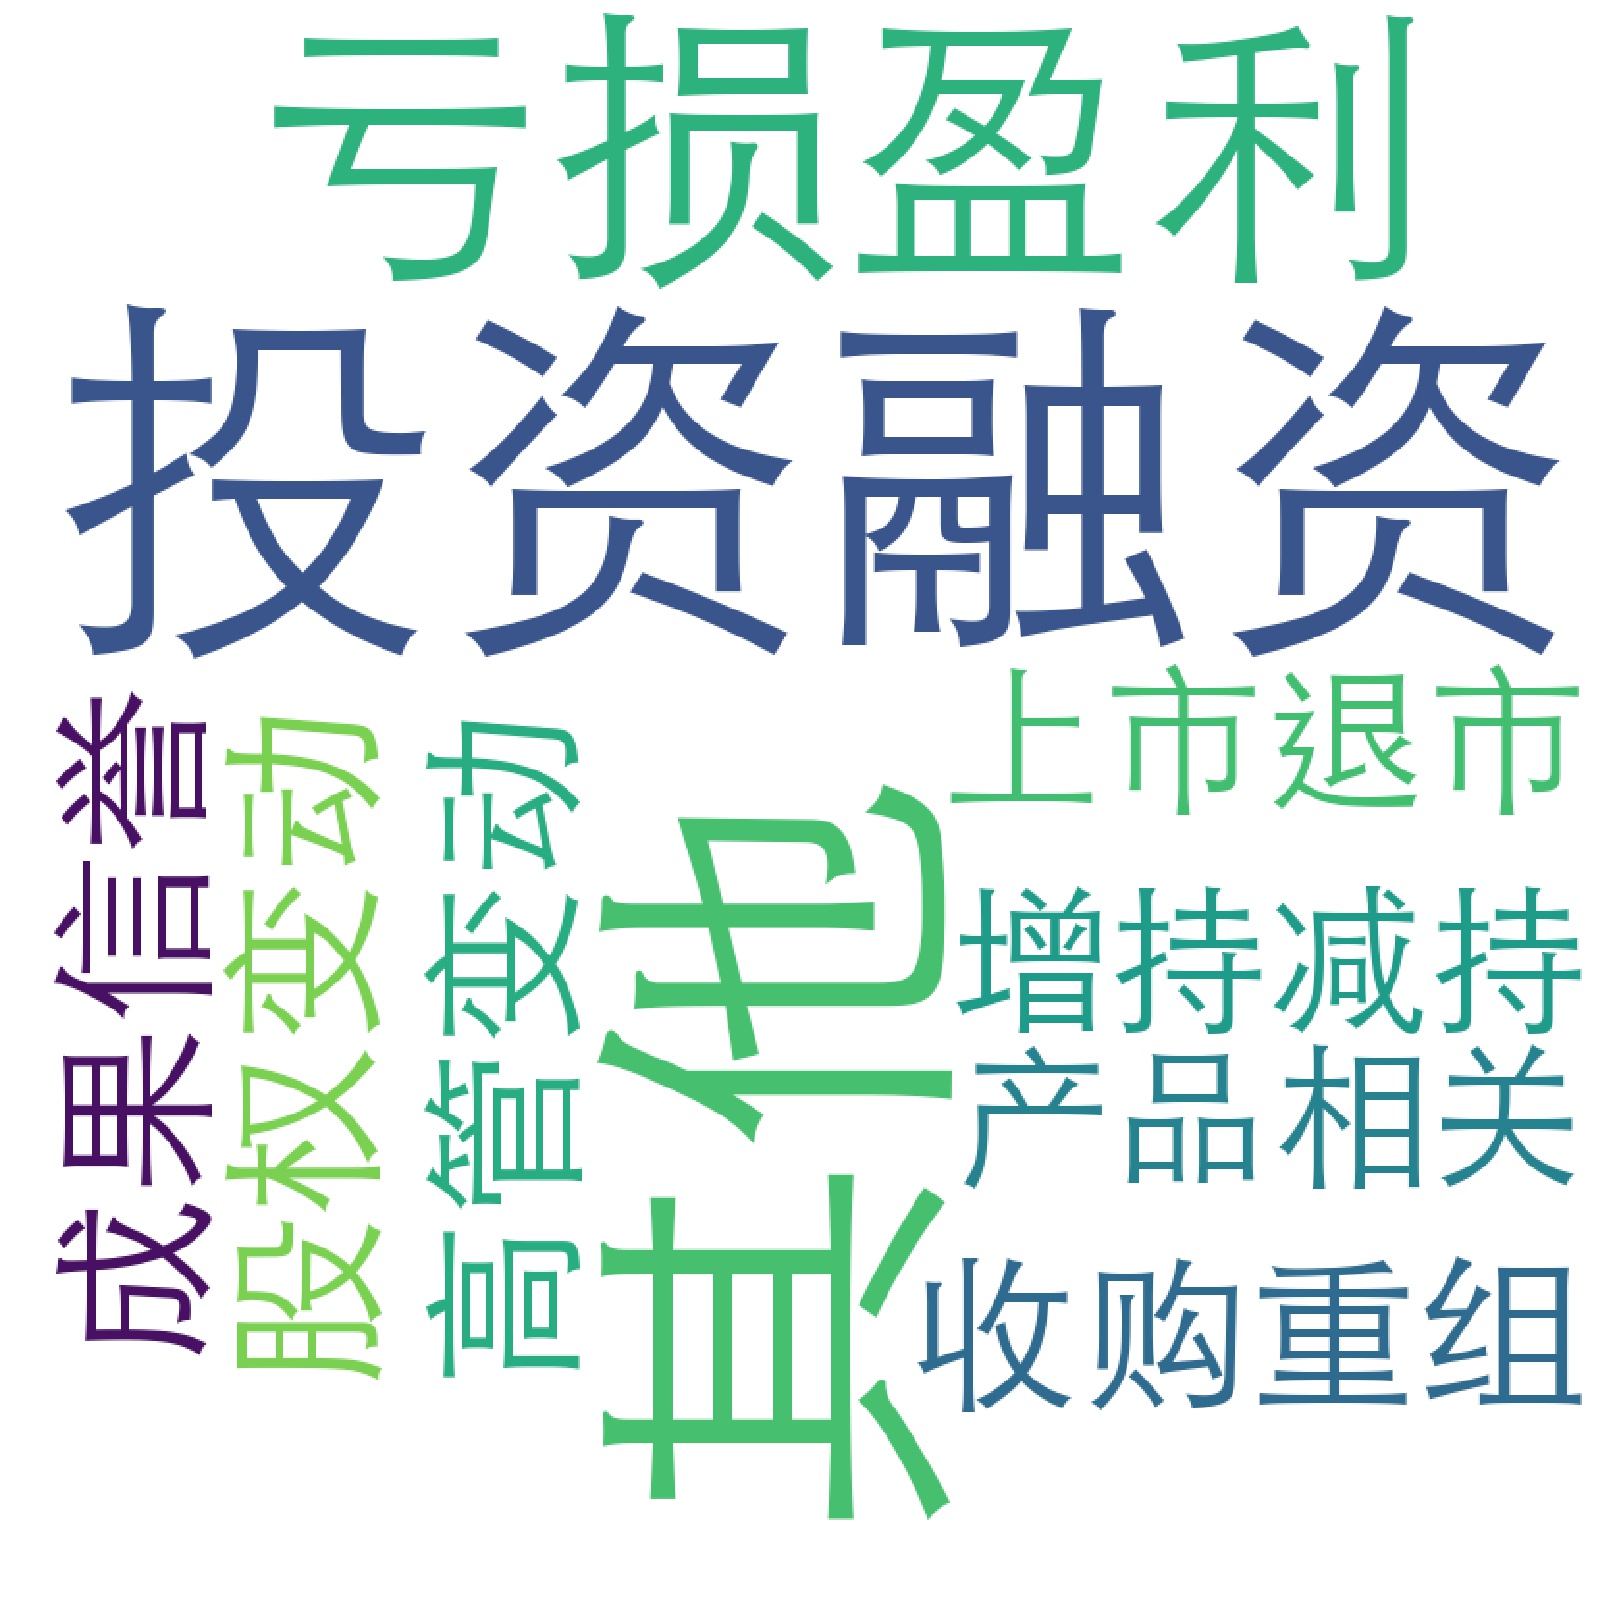 亏损盈利
投资融资
成果信誉
股权变动
高管变动
其他
上市退市
增持减持
产品相关
收购重组